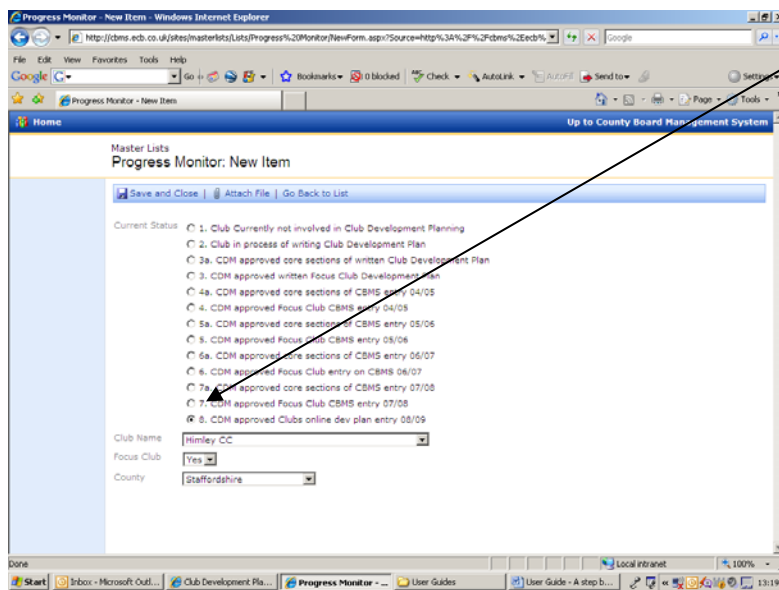 Progress Monitor - New Item - Windows Internet Explorer
http://cbms.ecb.co.uk/sites/masterlists/Lists/Progress%20Monitor/NewForm.aspx?Source=http%3A%2F%2Fcbms%2Eecb%
Google
File Edit View Favorites Tools Help
Google G Go Bookmarks 0 blocked Check AutoLink AutoFill Send to Settings
Progress Monitor - New Item Page Tools
Home Up to County Board Management System
Master Lists
Progress Monitor: New Item
Save and Close | Attach File | Go Back to List
Current Status 1. Club Currently not involved in Club Development Planning
2. Club in process of writing Club Development Plan
3a. CDM approved core sections of written Club Development Plan
3. CDM approved written Focus Club Development Plan
4a. CDM approved core sections of CBMS entry 04/05
4. CDM approved Focus Club CBMS entry 04/05
5a. CDM approved core sections of CBMS entry 05/06
5. CDM approved Focus Club CBMS entry 05/06
6a. CDM approved core sections of CBMS entry 06/07
6. CDM approved Focus Club entry on CBMS 06/07
7a. CDM approved core sections of CBMS entry 07/08
7. CDM approved Focus Club CBMS entry 07/08
8. CDM approved Clubs online dev plan entry 08/09
Club Name Himley CC
Focus Club Yes
County Staffordshire
Done Local intranet 100%
Start Inbox - Microsoft Outl... Club Development Pla... Progress Monitor - ... User Guides User Guide - A step b... 13:19